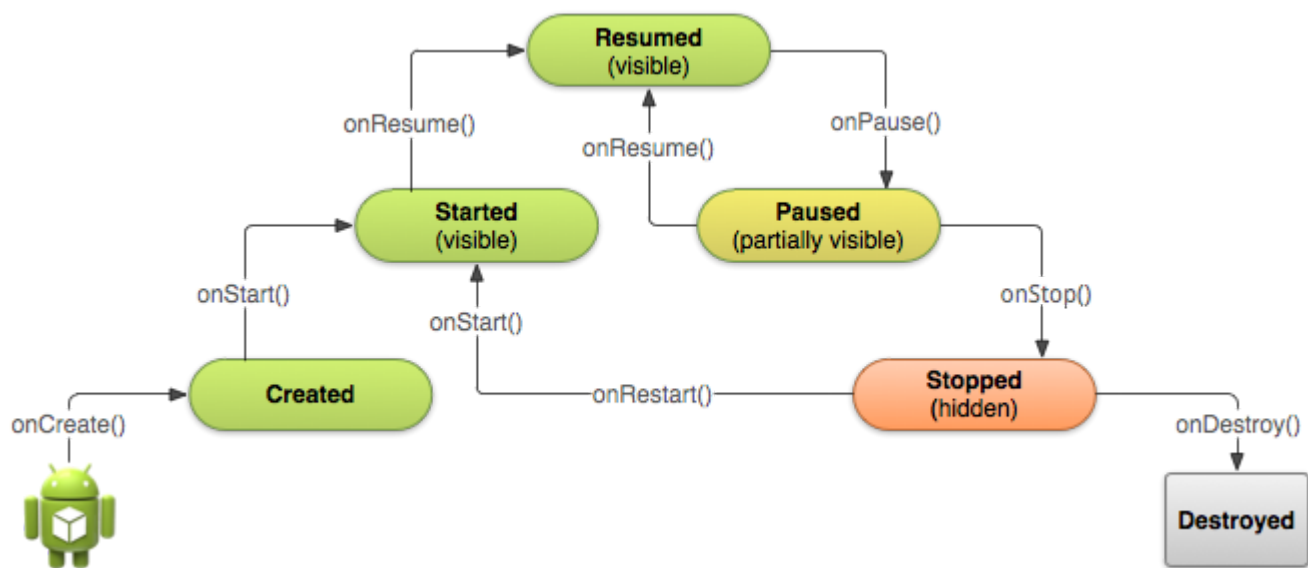 Resumed
(visible)
onResume()
onPause()
onResume()
Started
(visible)
Paused
(partially visible)
onStart()
onStart()
onStop()
Created
onRestart()
Stopped
(hidden)
onCreate()
onDestroy()
Destroyed